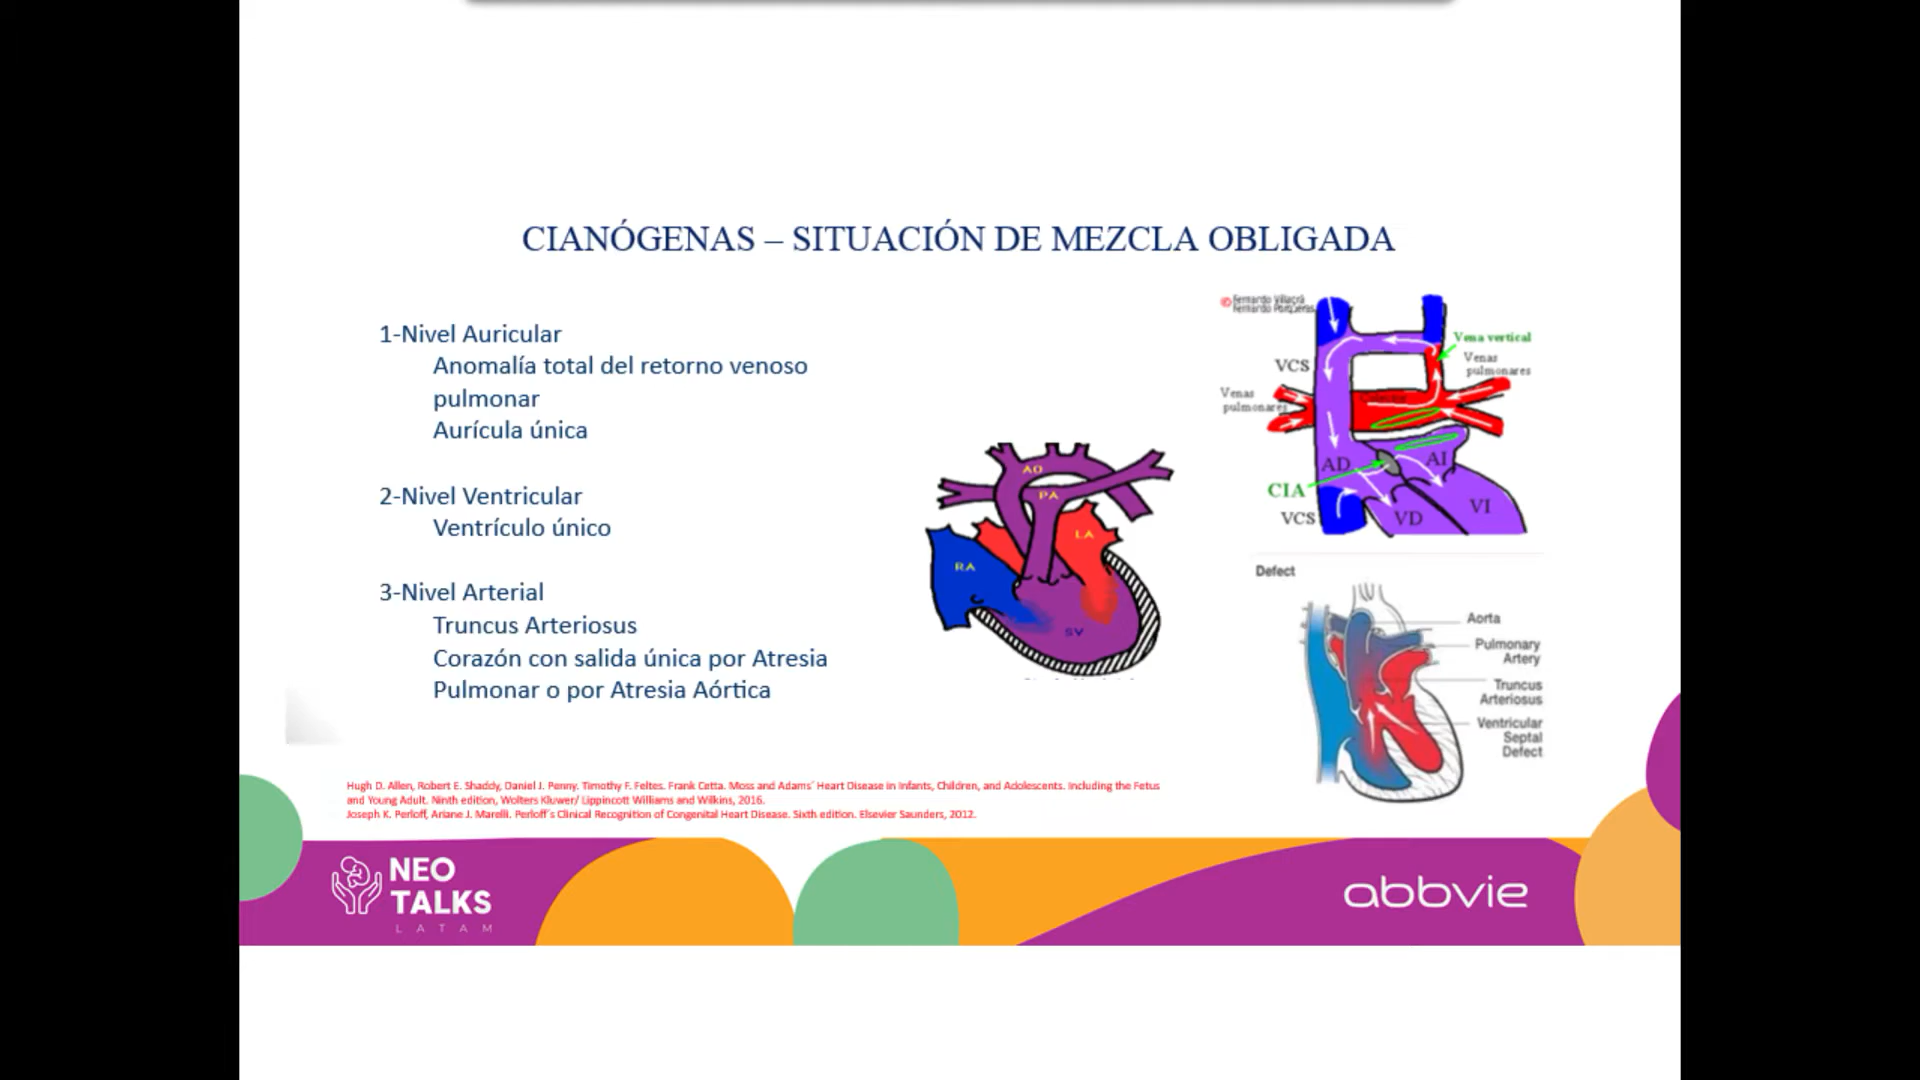 CIANÓGENAS – SITUACIÓN DE MEZCLA OBLIGADA
1-Nivel Auricular
Anomalía total del retorno venoso
pulmonar
Aurícula única
2-Nivel Ventricular
Ventrículo único
3-Nivel Arterial
Truncus Arteriosus
Corazón con salida única por Atresia
Pulmonar o por Atresia Aórtica
AO
PA
LA
RA
SV
© Fernando Villagrá
Fernando
Vena vertical
VCS
Venas
pulmonares
Venas
pulmonares
Colector
AD
AI
CIA
VI
VCS
VD
Defect
Aorta
Pulmonary
Artery
Truncus
Arteriosus
Ventricular
Septal
Defect
Hugh D. Allen, Robert E. Shaddy, Daniel J. Penny. Timothy F. Feltes. Frank Cetta. Moss and Adams´ Heart Disease in Infants, Children, and Adolescents. Including the Fetus
and Young Adult. Ninth edition, Wolters Kluwer/ Lippincott Williams and Wilkins, 2016.
Joseph K. Perloff, Ariane J. Marelli. Perloff´s Clinical Recognition of Congenital Heart Disease. Sixth edition. Elsevier Saunders, 2012.
NEO
TALKS
LATAM
abbvie